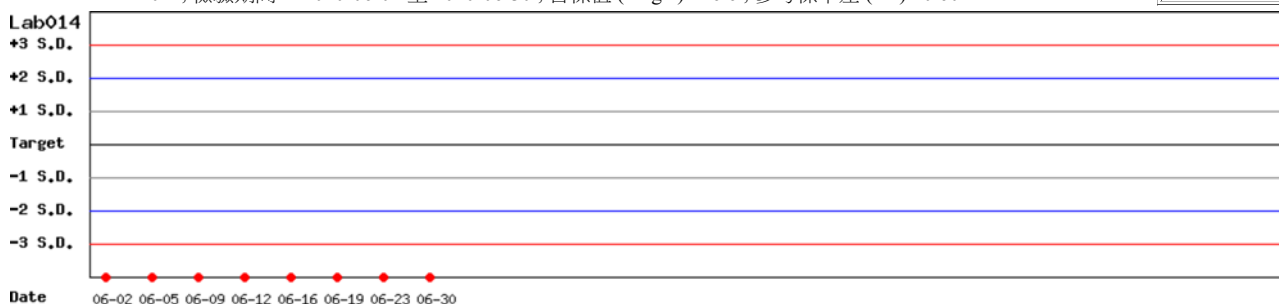 Lab014
+3 S.D.
+2 S.D.
+1 S.D.
Target
-1 S.D.
-2 S.D.
-3 S.D.
Date 06-02 06-05 06-09 06-12 06-16 06-19 06-23 06-30